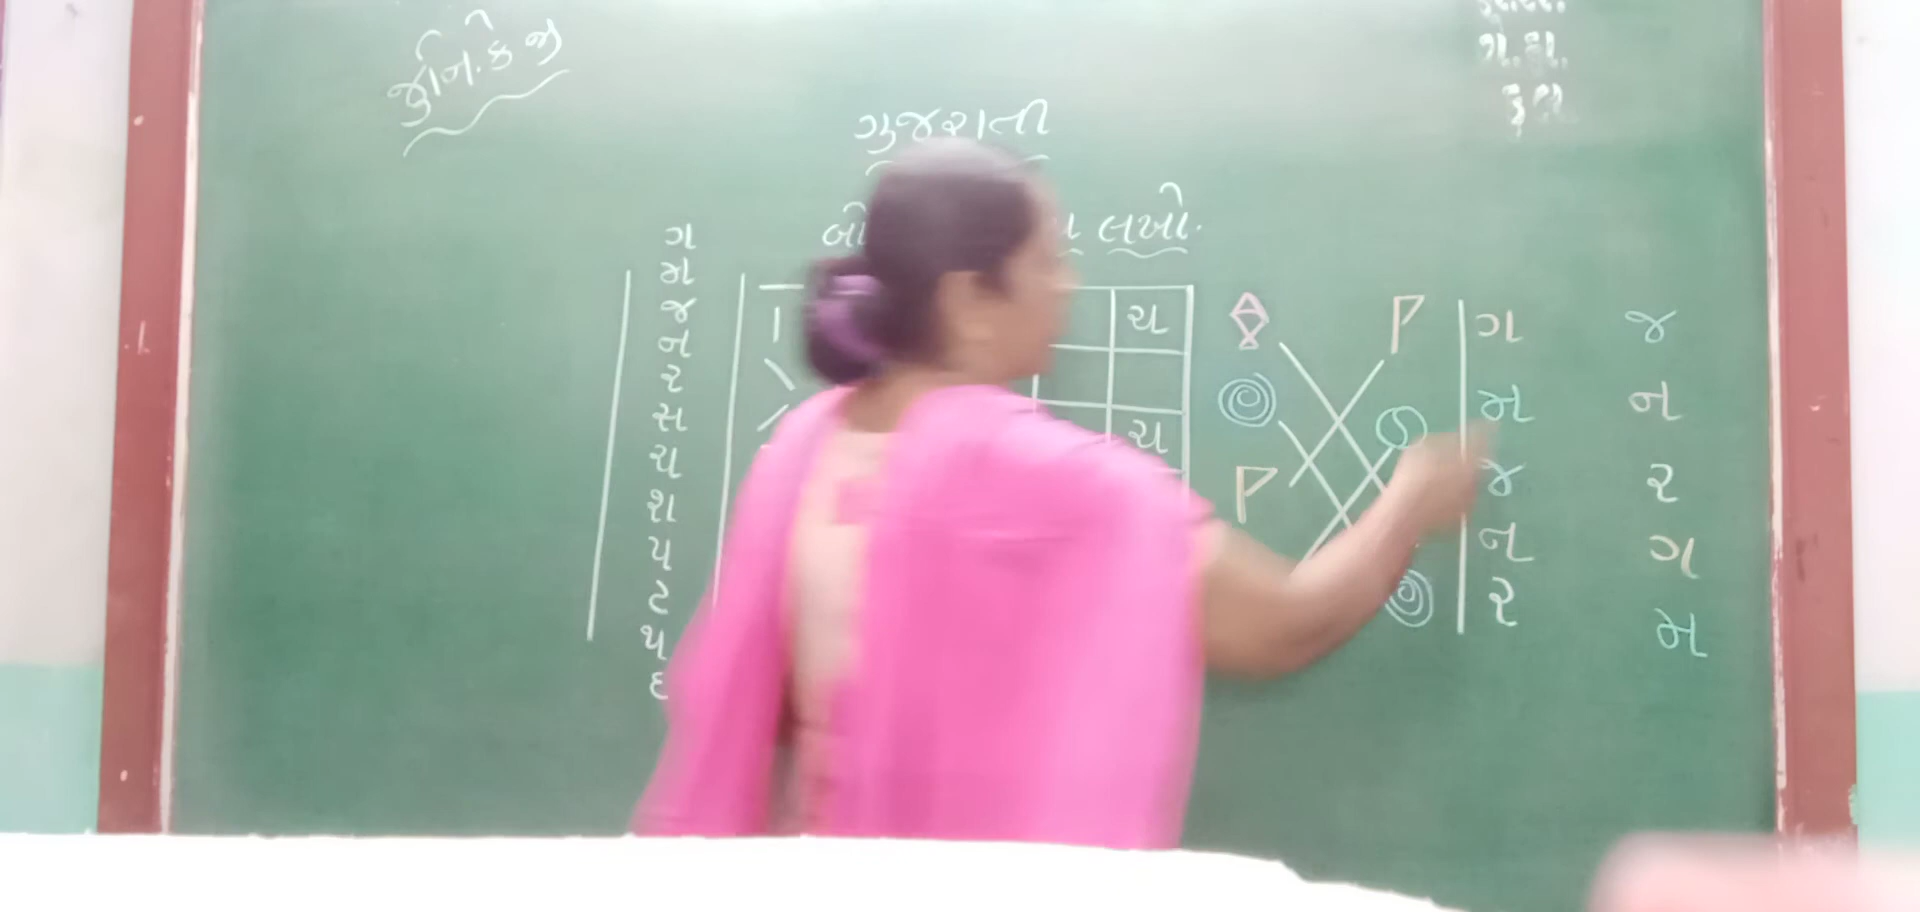 જુનિ.કેજી
ગુજરાતી
લખો.
ગ
મ
જ
ન
ર
સ
ચ
શ
પ
ટ
થ
દ
ચ
ચ
ગ જ
મ ન
જ ર
ન ગ
ર મ